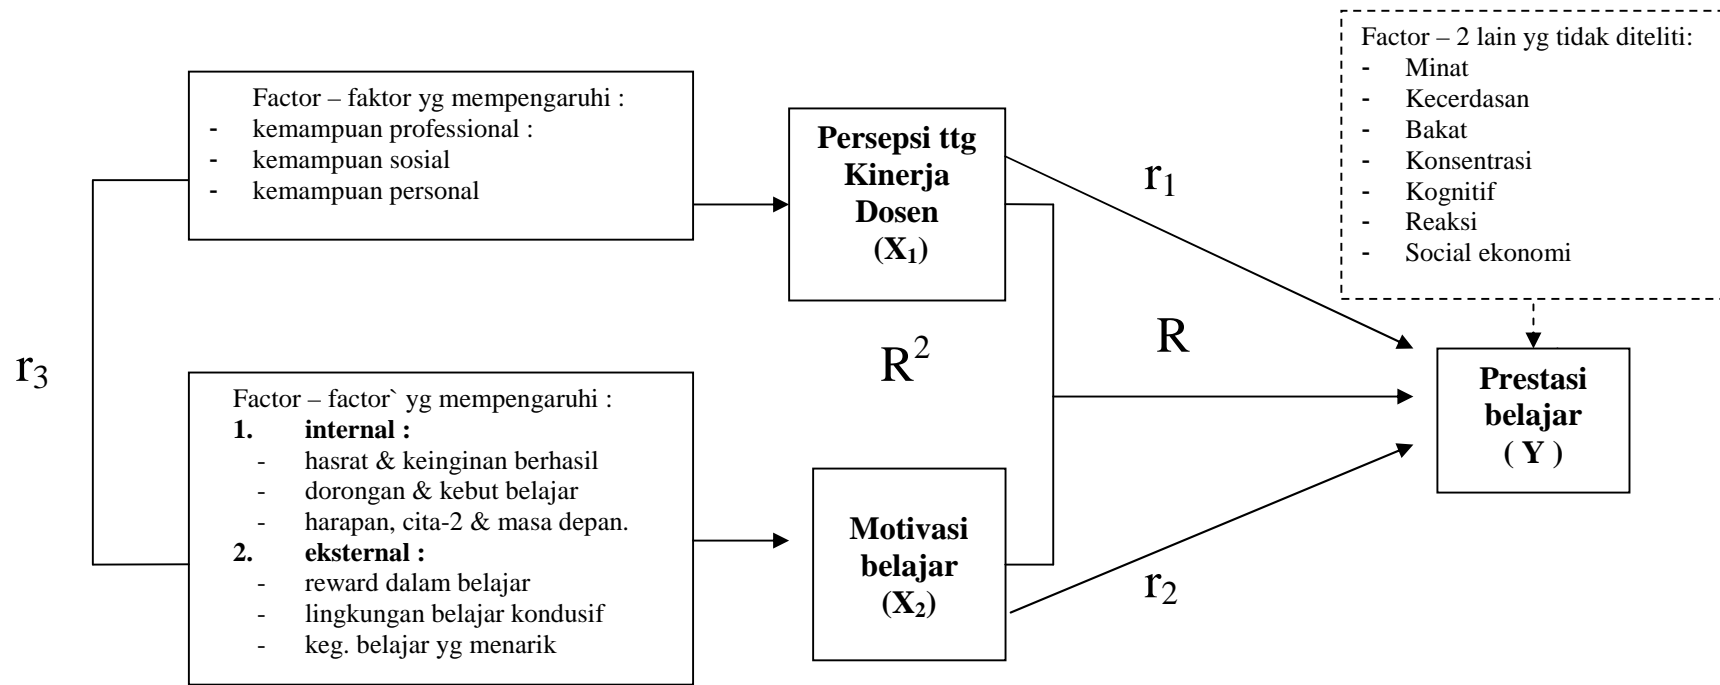 Factor – 2 lain yg tidak diteliti:
- Minat
- Kecerdasan
- Bakat
- Konsentrasi
- Kognitif
- Reaksi
- Social ekonomi
Factor – faktor yg mempengaruhi :
- kemampuan professional :
- kemampuan sosial
- kemampuan personal
Persepsi ttg
Kinerja
Dosen
(X₁)
r₁
r₃
R²
R
Prestasi
belajar
( Y )
Factor – factor` yg mempengaruhi :
1. internal :
- hasrat & keinginan berhasil
- dorongan & kebut belajar
- harapan, cita-2 & masa depan.
2. eksternal :
- reward dalam belajar
- lingkungan belajar kondusif
- keg. belajar yg menarik
Motivasi
belajar
(X₂)
r₂